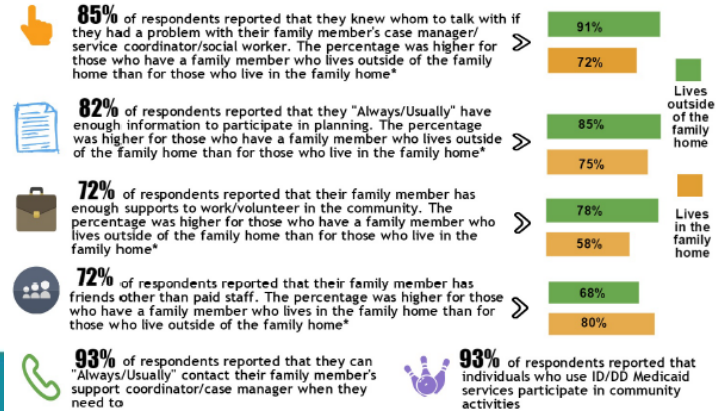 85% of respondents reported that they knew whom to talk with if
they had a problem with their family member's case manager/
service coordinator/social worker. The percentage was higher for
those who have a family member who lives outside of the family
home than for those who live in the family home*
91%
72%
82% of respondents reported that they "Always/Usually" have
enough information to participate in planning. The percentage
was higher for those who have a family member who lives outside
of the family home than for those who live in the family home*
85%
75%
72% of respondents reported that their family member has
enough supports to work/volunteer in the community. The
percentage was higher for those who have a family member who
lives outside of the family home than for those who live in the
family home*
78%
58%
72% of respondents reported that their family member has
friends other than paid staff. The percentage was higher for those
who have a family member who lives in the family home than for
those who live outside of the family home*
68%
80%
Lives
outside
of the
family
home
Lives
in the
family
home
93% of respondents reported that they can
"Always/Usually" contact their family member's
support coordinator/case manager when they
need to
93% of respondents reported that
individuals who use ID/DD Medicaid
services participate in community
activities